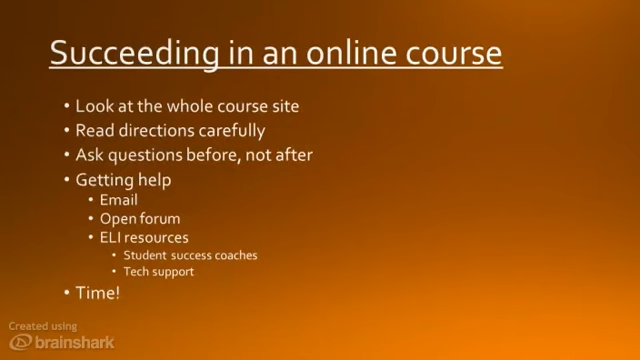 Succeeding in an online course
• Look at the whole course site
• Read directions carefully
• Ask questions before, not after
• Getting help
• Email
• Open forum
• ELI resources
• Student success coaches
• Tech support
• Time!
Created using
brainshark